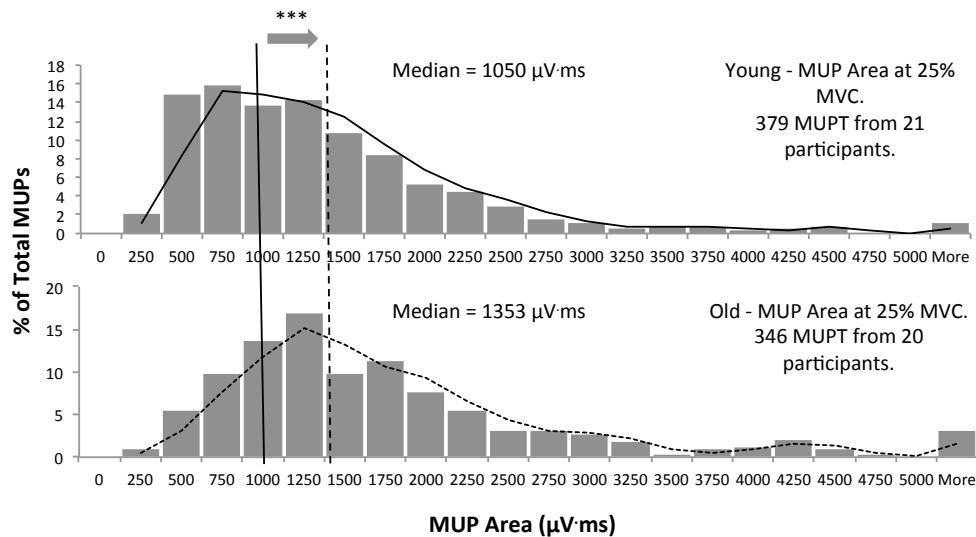 ***
Median = 1050 µV·ms
Young - MUP Area at 25%
MVC.
379 MUPT from 21
participants.
18
16
14
12
10
8
6
4
2
0
0 250 500 750 1000 1250 1500 1750 2000 2250 2500 2750 3000 3250 3500 3750 4000 4250 4500 4750 5000 More
% of Total MUPs
Median = 1353 µV·ms
Old - MUP Area at 25% MVC.
346 MUPT from 20
participants.
20
15
10
5
0
0 250 500 750 1000 1250 1500 1750 2000 2250 2500 2750 3000 3250 3500 3750 4000 4250 4500 4750 5000 More
MUP Area (µV·ms)